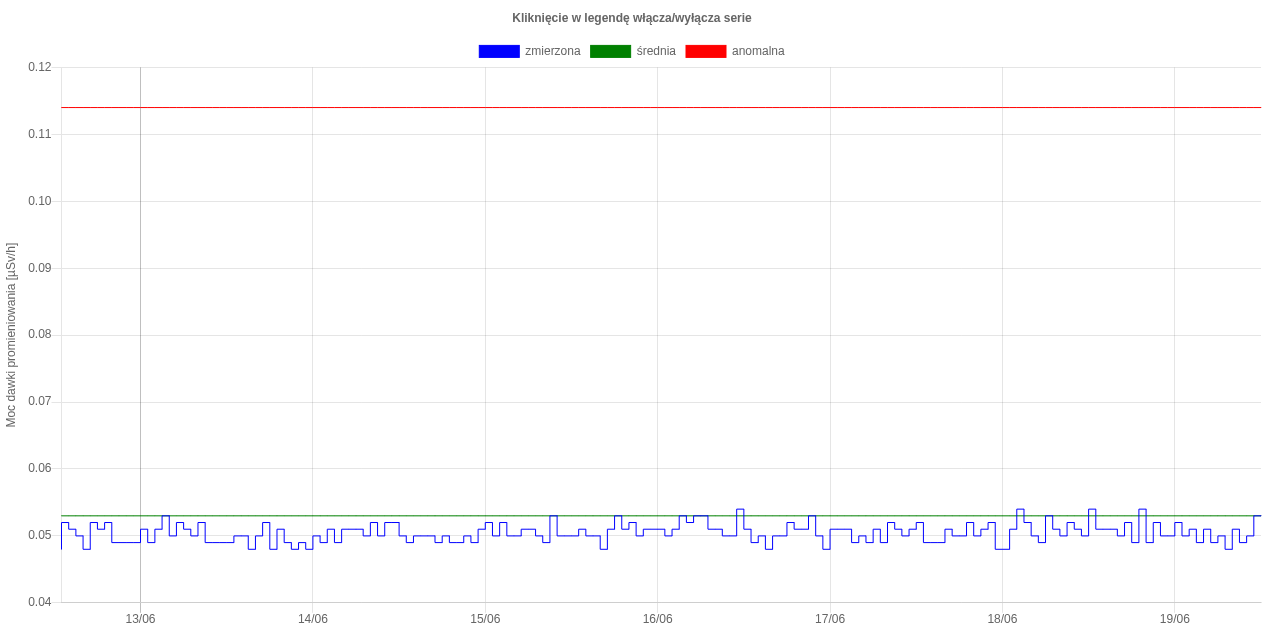 Kliknięcie w legendę włącza/wyłącza serie
zmierzona średnia anomalna
Moc dawki promieniowania [µSv/h]
0.12
0.11
0.10
0.09
0.08
0.07
0.06
0.05
0.04
13/06 14/06 15/06 16/06 17/06 18/06 19/06